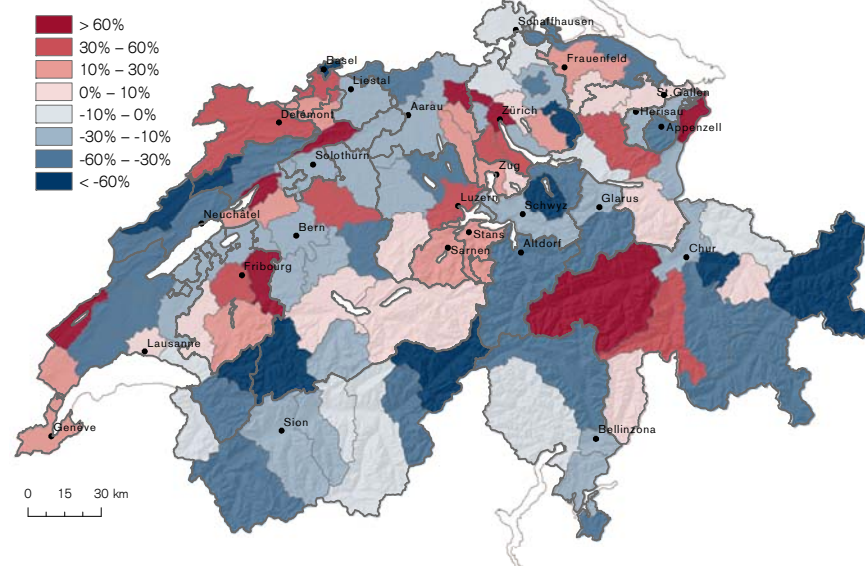 > 60%
30% – 60%
10% – 30%
0% – 10%
-10% – 0%
-30% – -10%
-60% – -30%
< -60%
Schaffhausen
Basel
Frauenfeld
Liestal
St.Gallen
Aarau
Zürich
Herisau
Delémont
Appenzell
Solothurn
Zug
Luzern
Schwyz
Glarus
Neuchâtel
Bern
Stans
Sarnen
Altdorf
Chur
Fribourg
Lausanne
Sion
Genève
Bellinzona
0 15 30 km